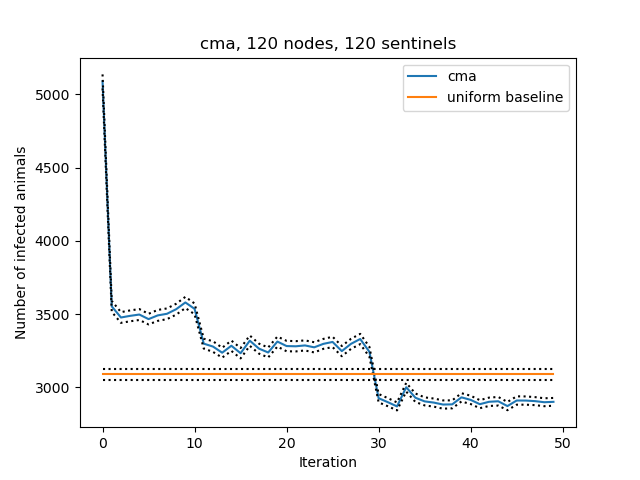 cma, 120 nodes, 120 sentinels
cma
uniform baseline
5000
4500
4000
3500
3000
Number of infected animals
0 10 20 30 40 50
Iteration